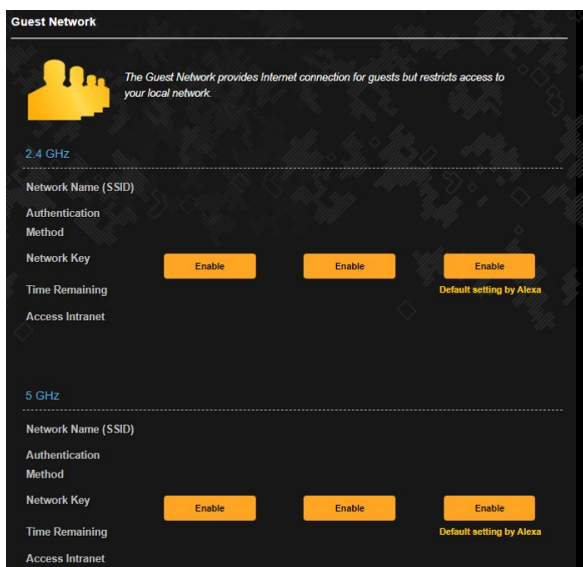 Guest Network
The Guest Network provides Internet connection for guests but restricts access to
your local network.
2.4 GHz
Network Name (SSID)
Authentication
Method
Network Key
Enable Enable Enable
Time Remaining
Default setting by Alexa
Access Intranet
5 GHz
Network Name (SSID)
Authentication
Method
Network Key
Enable Enable Enable
Time Remaining
Default setting by Alexa
Access Intranet